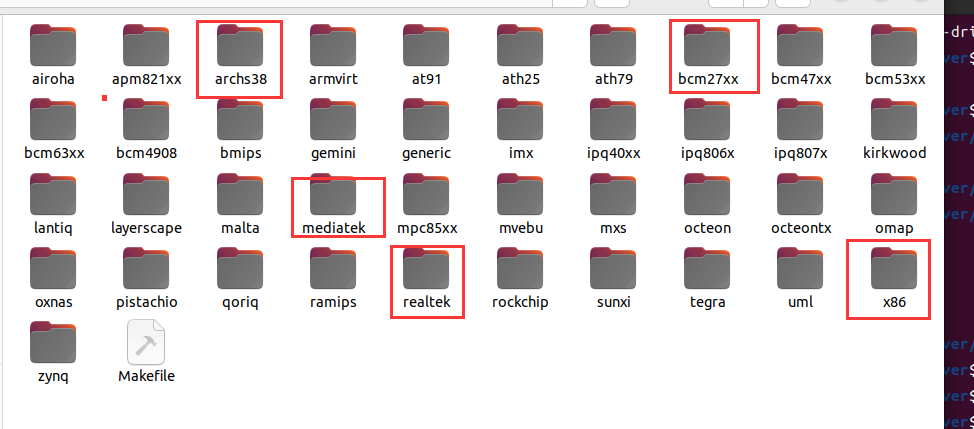 airoha apm821xx archs38 armvirt at91 ath25 ath79 bcm27xx bcm47xx bcm53xx
bcm63xx bcm4908 bmips gemini generic imx ipq40xx ipq806x ipq807x kirkwood
lantiq layerscape malta mediatek mpc85xx mvebu mxs octeon octeontx omap
oxnas pistachio qoriq ramips realtek rockchip sunxi tegra uml x86
zynq Makefile
-dri
ver$
ver$
ver/
ver/
ver/
ver/
ver$
ver$
ver$